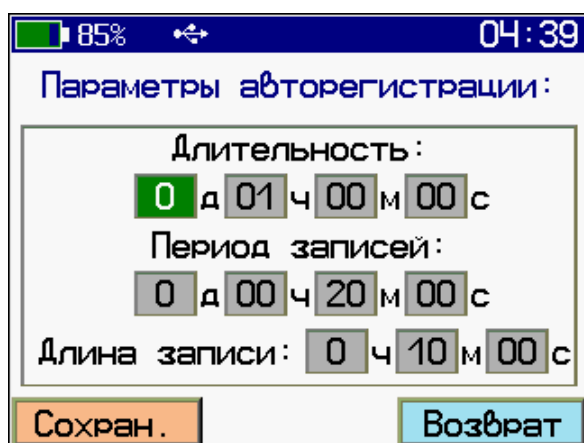 85% 04:39
Параметры авторегистрации:
Длительность:
0 д 01 ч 00 м 00 с
Период записей:
0 д 00 ч 20 м 00 с
Длина записи: 0 ч 10 м 00 с
Сохран. Возврат